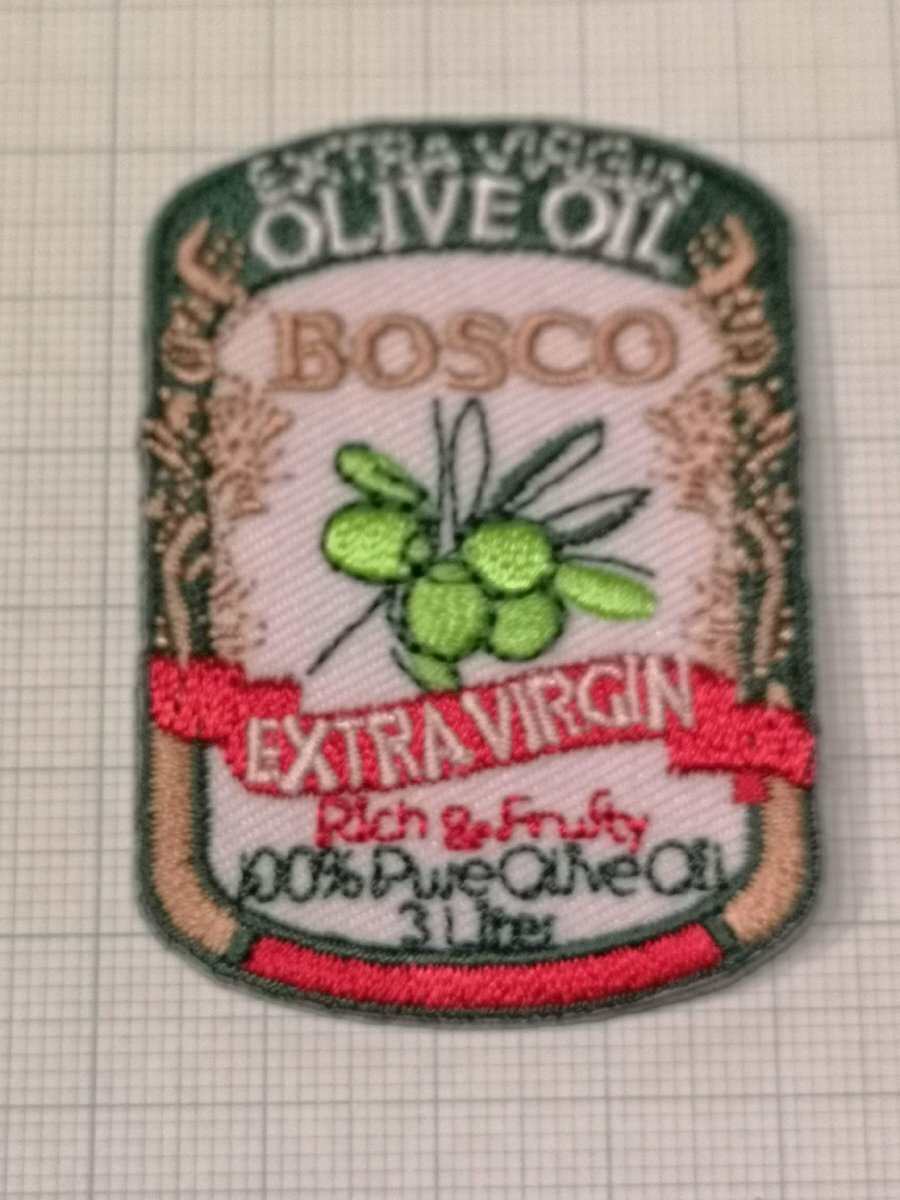 EXTRA VIRGIN
OLIVE OIL
BOSCO
EXTRA VIRGIN
Rich & Fruity
100% Pure Olive Oil
3 Liter